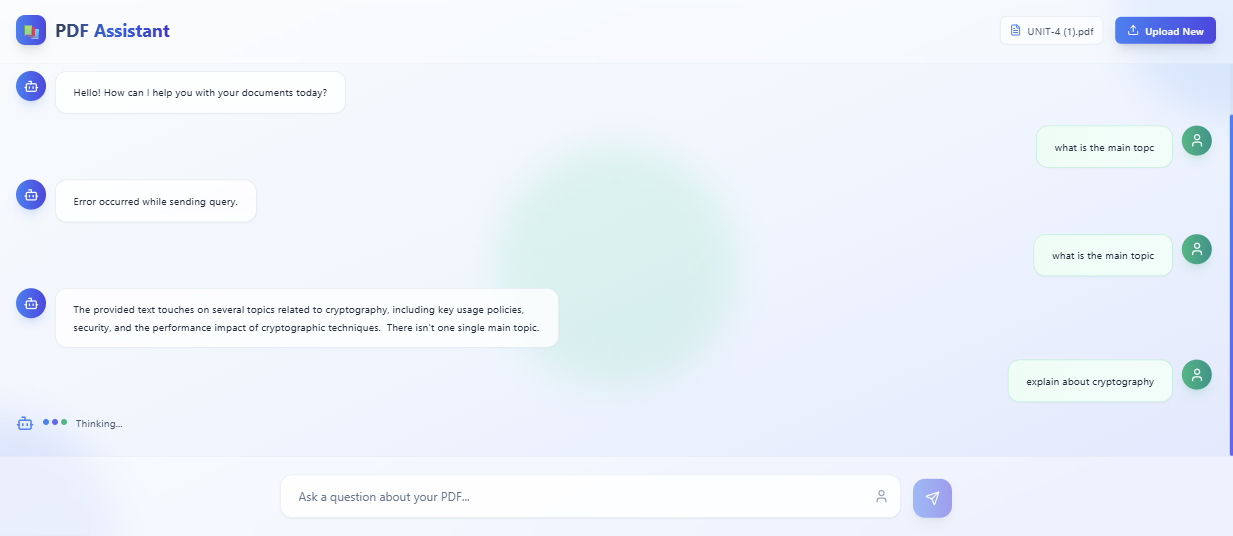 PDF Assistant
UNIT-4 (1).pdf
Upload New
Hello! How can I help you with your documents today?
what is the main topc
Error occurred while sending query.
what is the main topic
The provided text touches on several topics related to cryptography, including key usage policies,
security, and the performance impact of cryptographic techniques. There isn't one single main topic.
explain about cryptography
Thinking...
Ask a question about your PDF...